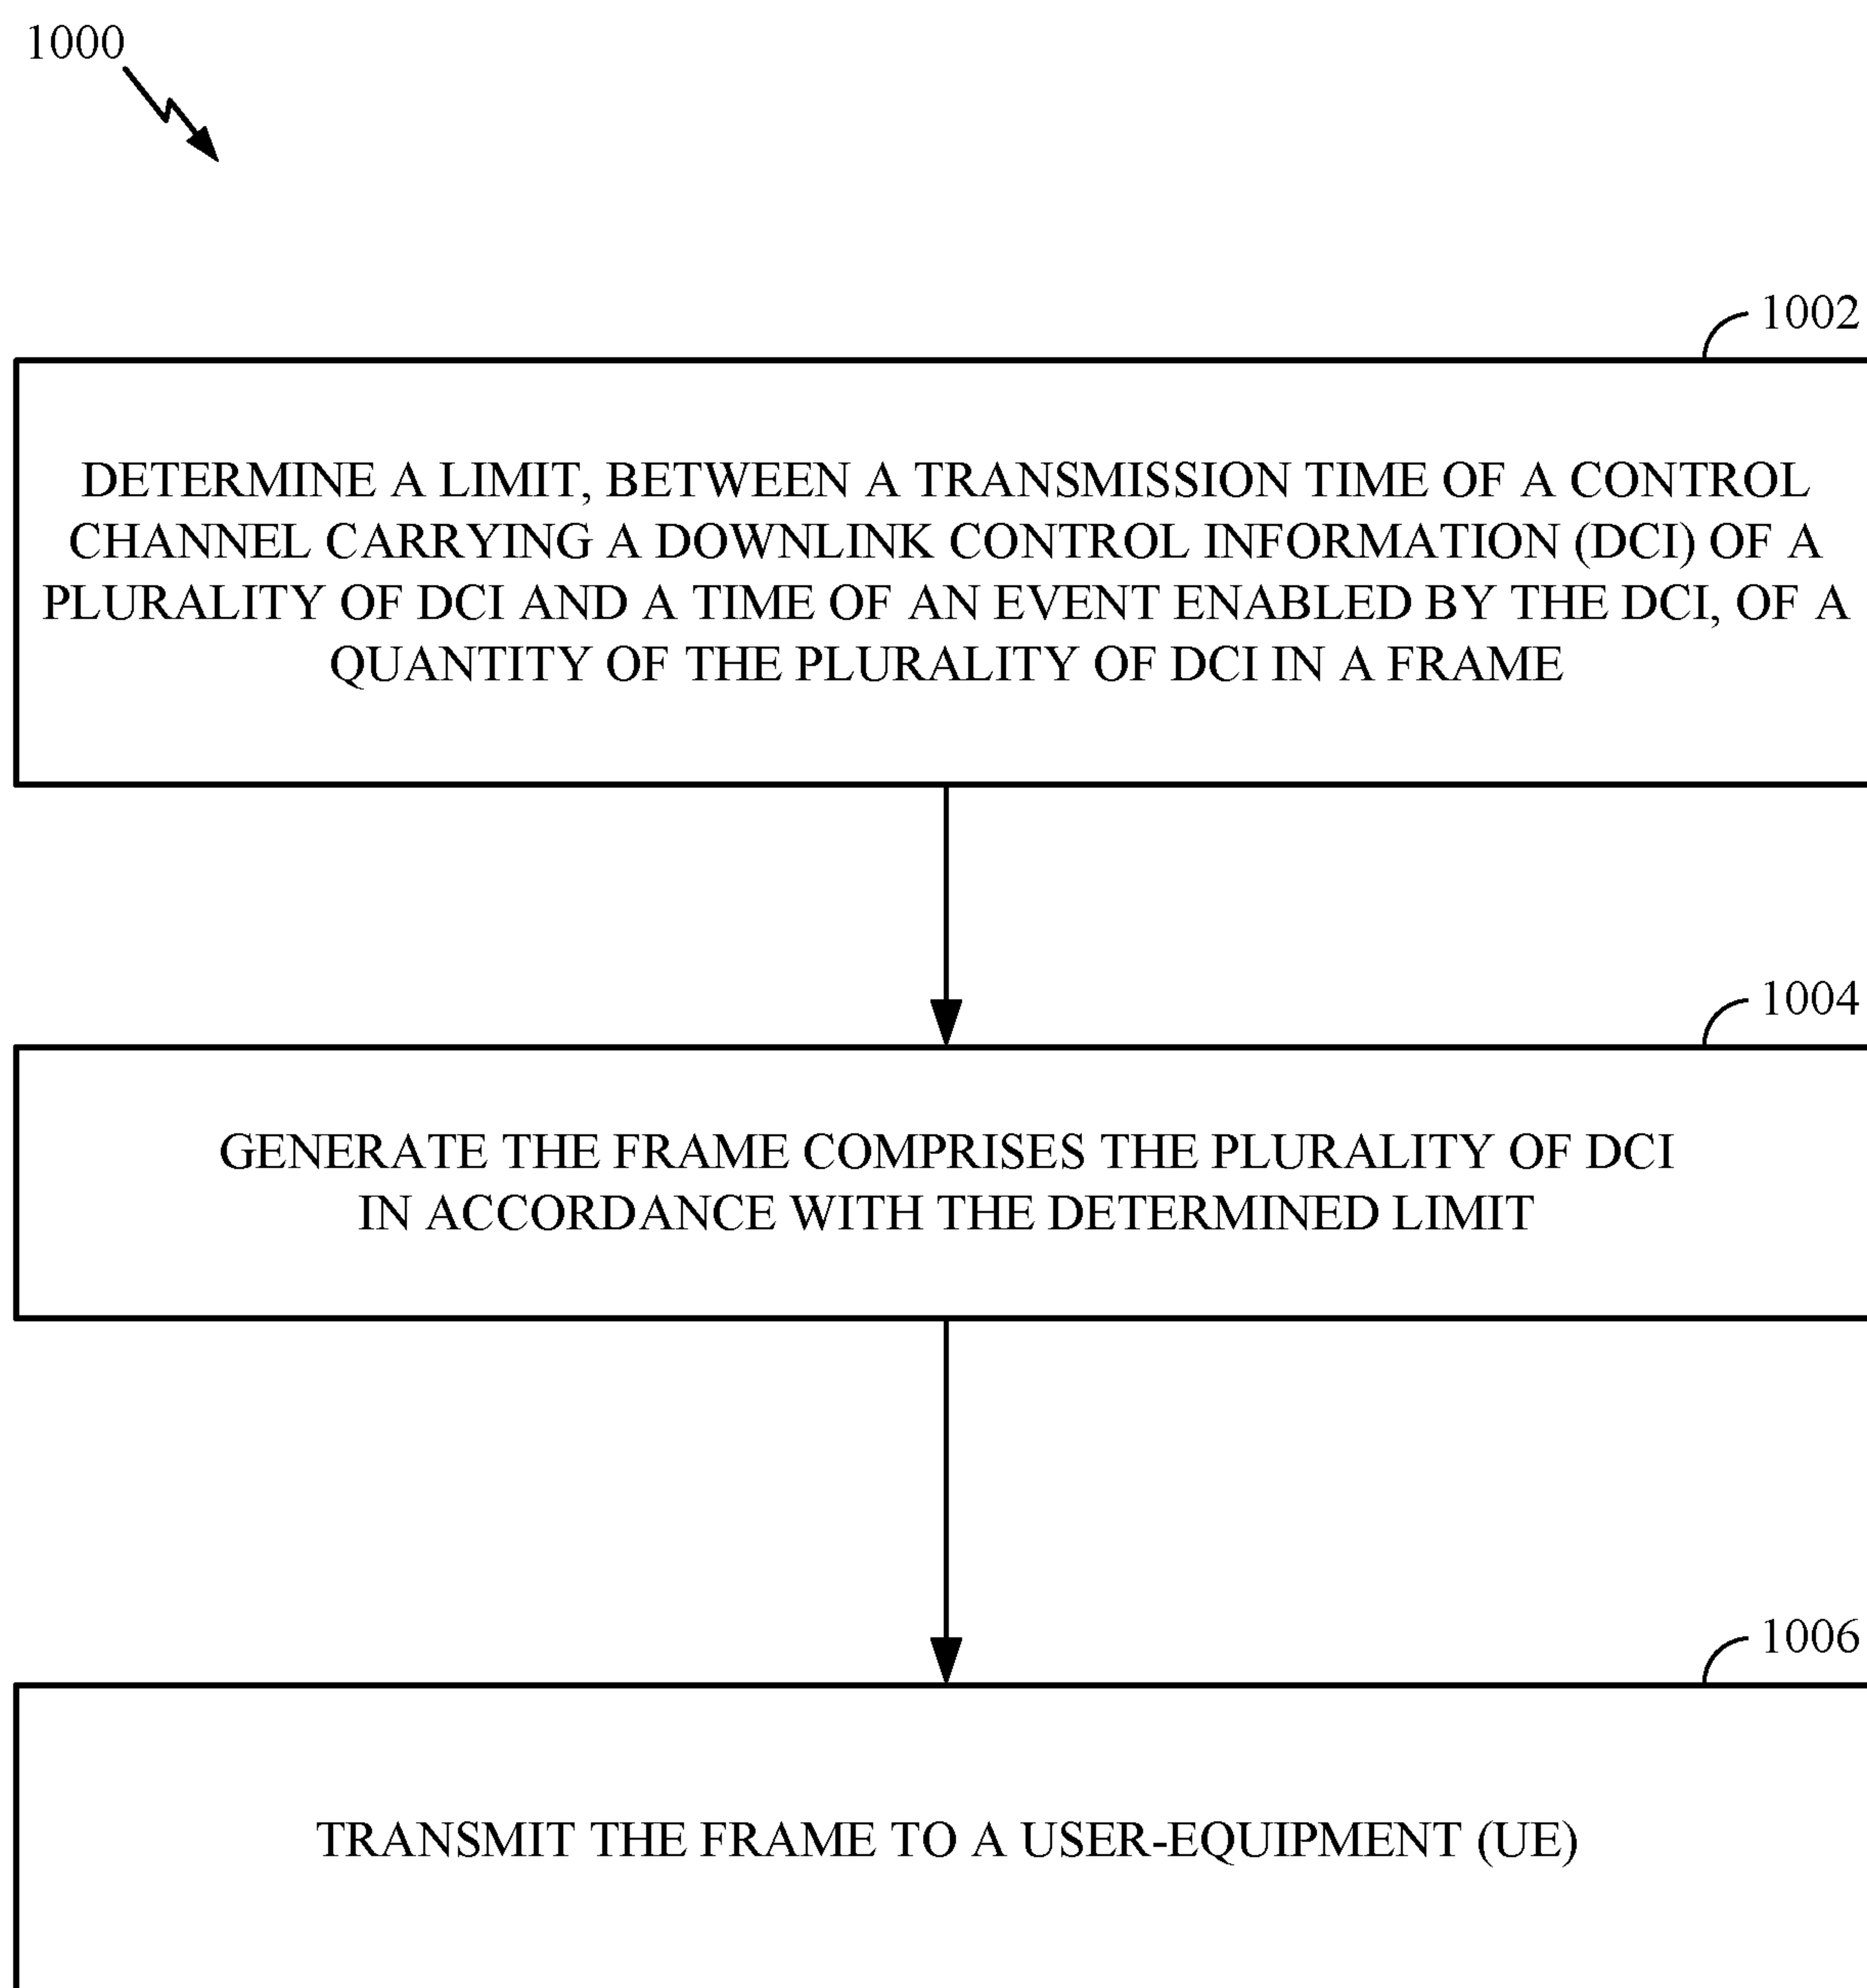 1000
1002
DETERMINE A LIMIT, BETWEEN A TRANSMISSION TIME OF A CONTROL
CHANNEL CARRYING A DOWNLINK CONTROL INFORMATION (DCI) OF A
PLURALITY OF DCI AND A TIME OF AN EVENT ENABLED BY THE DCI, OF A
QUANTITY OF THE PLURALITY OF DCI IN A FRAME
1004
GENERATE THE FRAME COMPRISES THE PLURALITY OF DCI
IN ACCORDANCE WITH THE DETERMINED LIMIT
1006
TRANSMIT THE FRAME TO A USER-EQUIPMENT (UE)